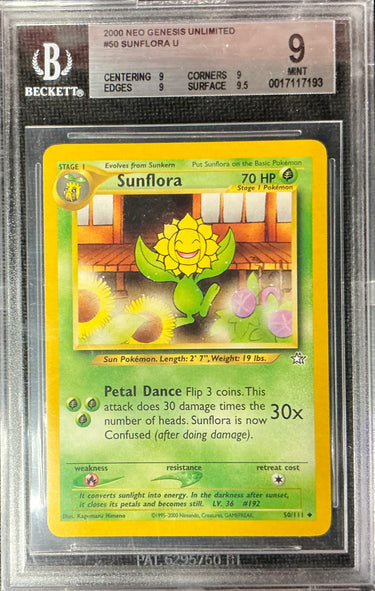 2000 NEO GENESIS UNLIMITED
#50 SUNFLORA U
B
BECKETT®
CENTERING 9 CORNERS 9
EDGES 9 SURFACE 9.5
9
MINT
0017117193
STAGE 1 Evolves from Sunkern Put Sunflora on the Basic Pokémon
Sunflora 70 HP
Stage 1 Pokémon
Sun Pokémon. Length: 2' 7", Weight: 19 lbs.
Petal Dance Flip 3 coins. This
attack does 30 damage times the
number of heads. Sunflora is now
Confused (after doing damage).
30x
weakness resistance retreat cost
It converts sunlight into energy. In the darkness after sunset,
it closes its petals and becomes still. LV. 36 #192
Illus. Kagemaru Himeno ©1995-2000 Nintendo, Creatures, GAMEFREAK. 50/111